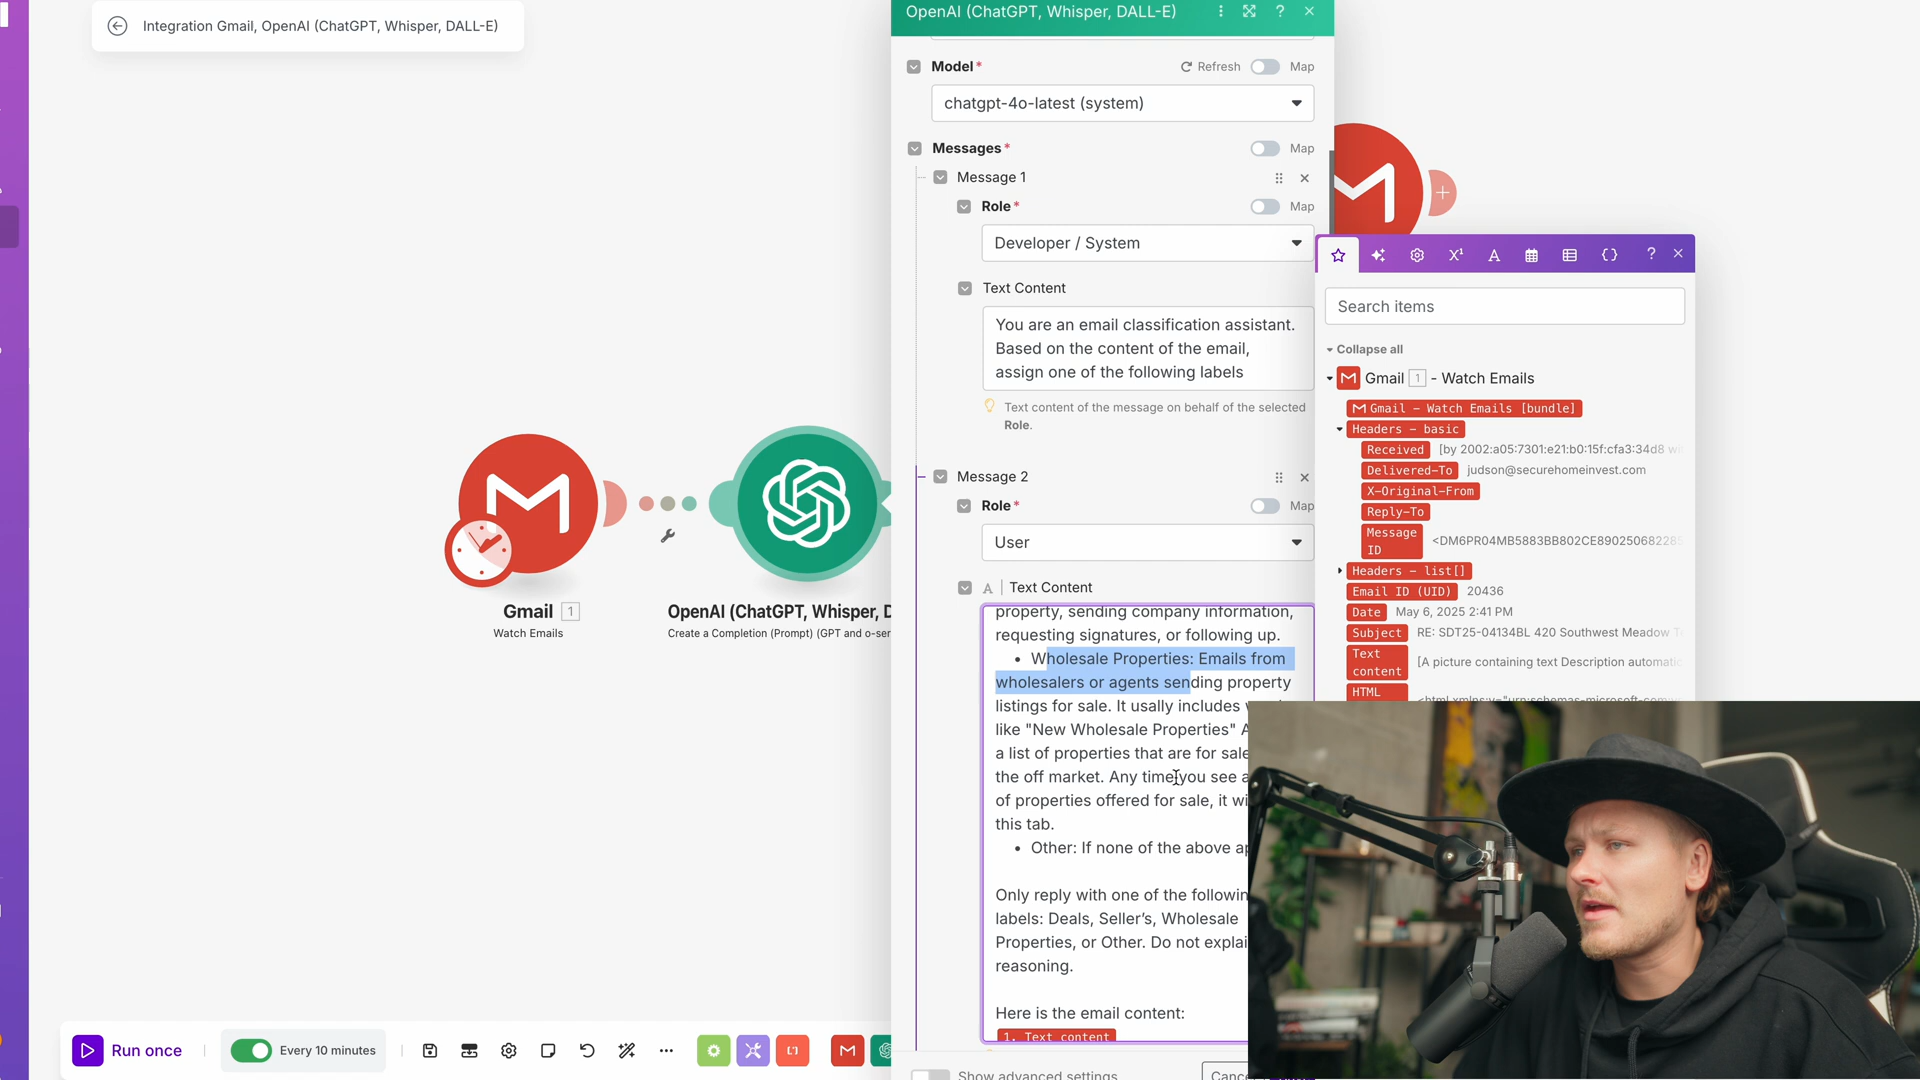 Integration Gmail, OpenAI (ChatGPT, Whisper, DALL-E)
OpenAI (ChatGPT, Whisper, DALL-E)
Model*
Refresh
Map
chatgpt-4o-latest (system)
Messages*
Map
Message 1
Role*
Map
Developer / System
Text Content
You are an email classification assistant.
Based on the content of the email,
assign one of the following labels
Text content of the message on behalf of the selected
Role.
Message 2
Role*
Map
User
A | Text Content
property, sending company information,
requesting signatures, or following up.
• Wholesale Properties: Emails from
wholesalers or agents sending property
listings for sale. It usally includes
like "New Wholesale Properties"
a list of properties that are for sale
the off market. Any time you see
of properties offered for sale, it
this tab.
• Other: If none of the above
Only reply with one of the
labels: Deals, Seller's, Wholesale
Properties, or Other. Do not
reasoning.
Here is the email content:
1. Text content
Show advanced settings
Search items
Collapse all
Gmail 1 - Watch Emails
Gmail - Watch Emails [bundle]
Headers - basic
Received [by 2002:a05:7301:e21:b0:15f:cfa3:34d8
Delivered-To judson@securehomeinvest.com
X-Original-From
Reply-To
Message
ID <DM6PR04MB5883BB802CE890250682285
Headers - list[]
Email ID (UID) 20436
Date May 6, 2025 2:41 PM
Subject RE: SDT25-04134BL 420 Southwest Meadow
Text
content [A picture containing text Description
HTML
Gmail 1
Watch Emails
OpenAI (ChatGPT, Whisper,
Create a Completion (Prompt) (GPT and
Run once
Every 10 minutes